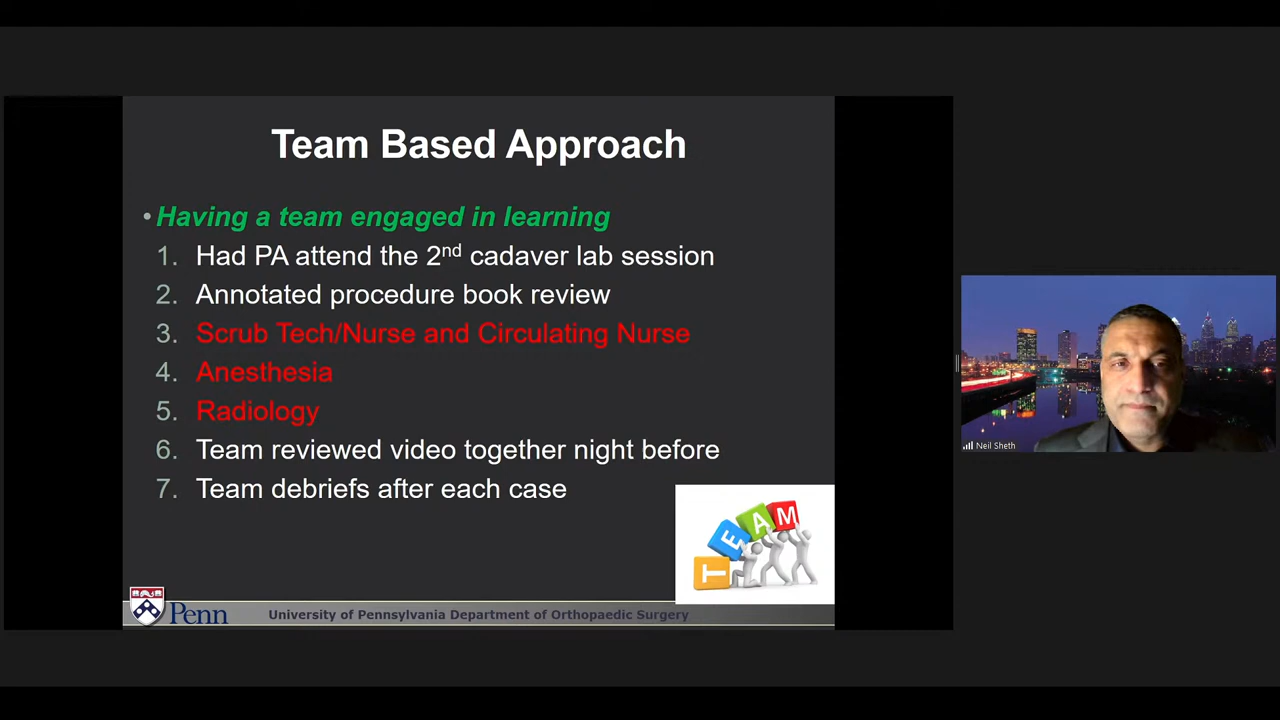 Team Based Approach
• Having a team engaged in learning
1. Had PA attend the 2nd cadaver lab session
2. Annotated procedure book review
3. Scrub Tech/Nurse and Circulating Nurse
4. Anesthesia
5. Radiology
6. Team reviewed video together night before
7. Team debriefs after each case
TEAM
Penn
University of Pennsylvania Department of Orthopaedic Surgery
Neil Sheth